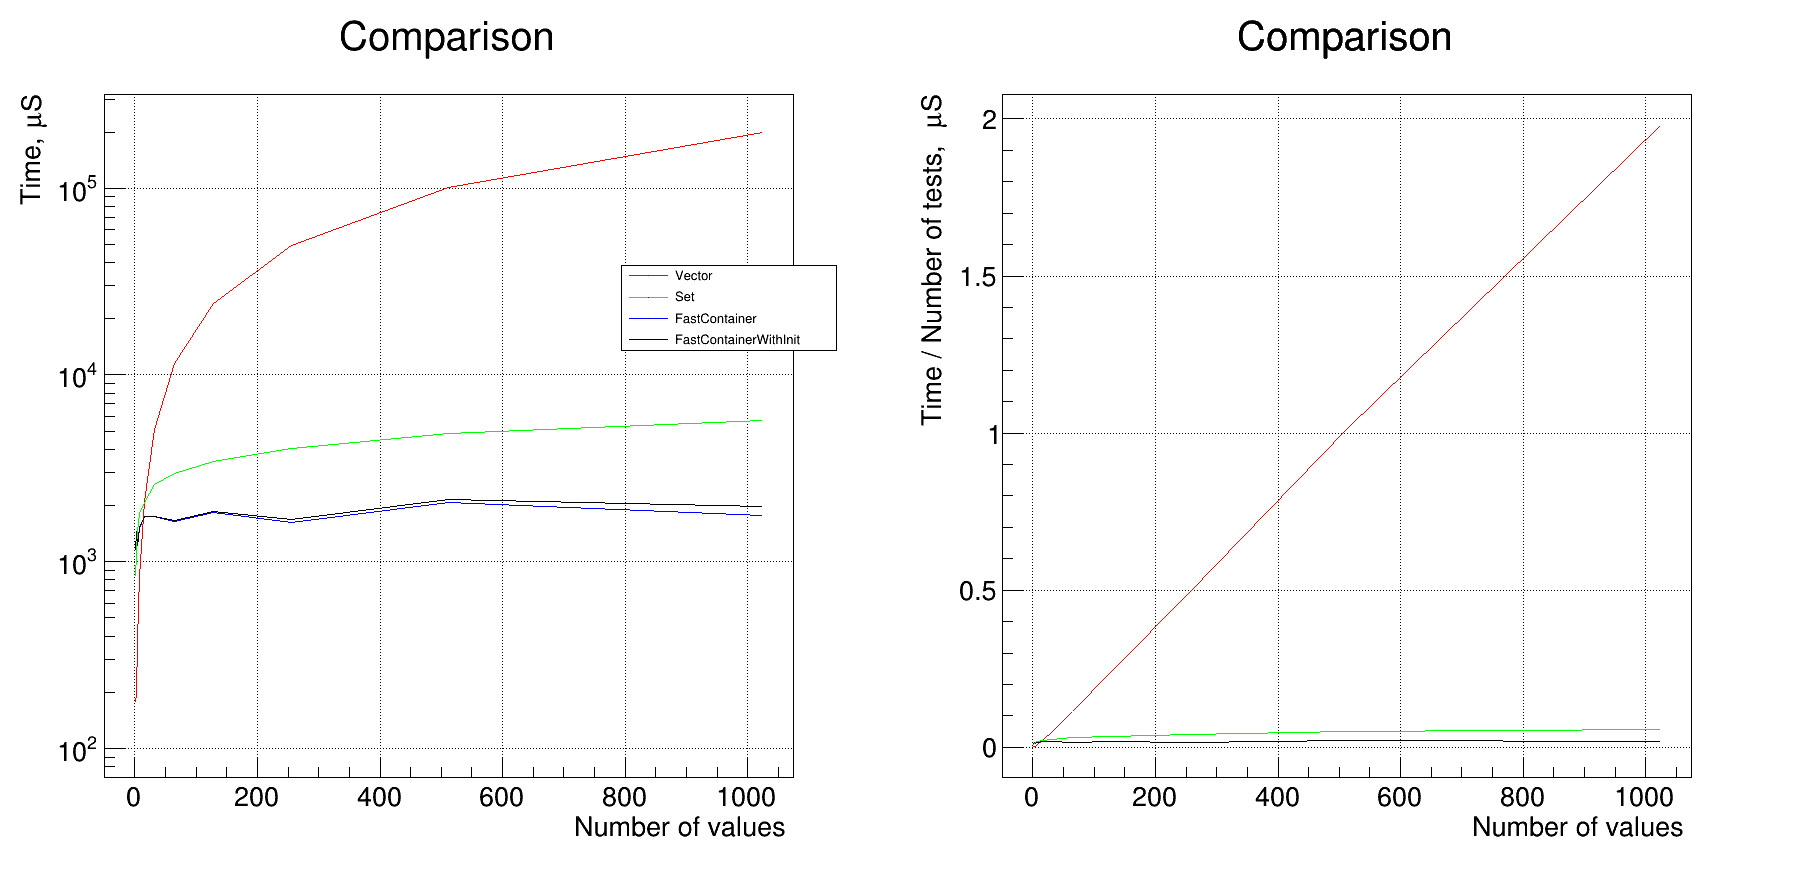 Comparison
Time, μS
10^5
10^4
10^3
10^2
Vector
Set
FastContainer
FastContainerWithInit
0 200 400 600 800 1000
Number of values
Comparison
Time / Number of tests, μS
2
1.5
1
0.5
0
0 200 400 600 800 1000
Number of values